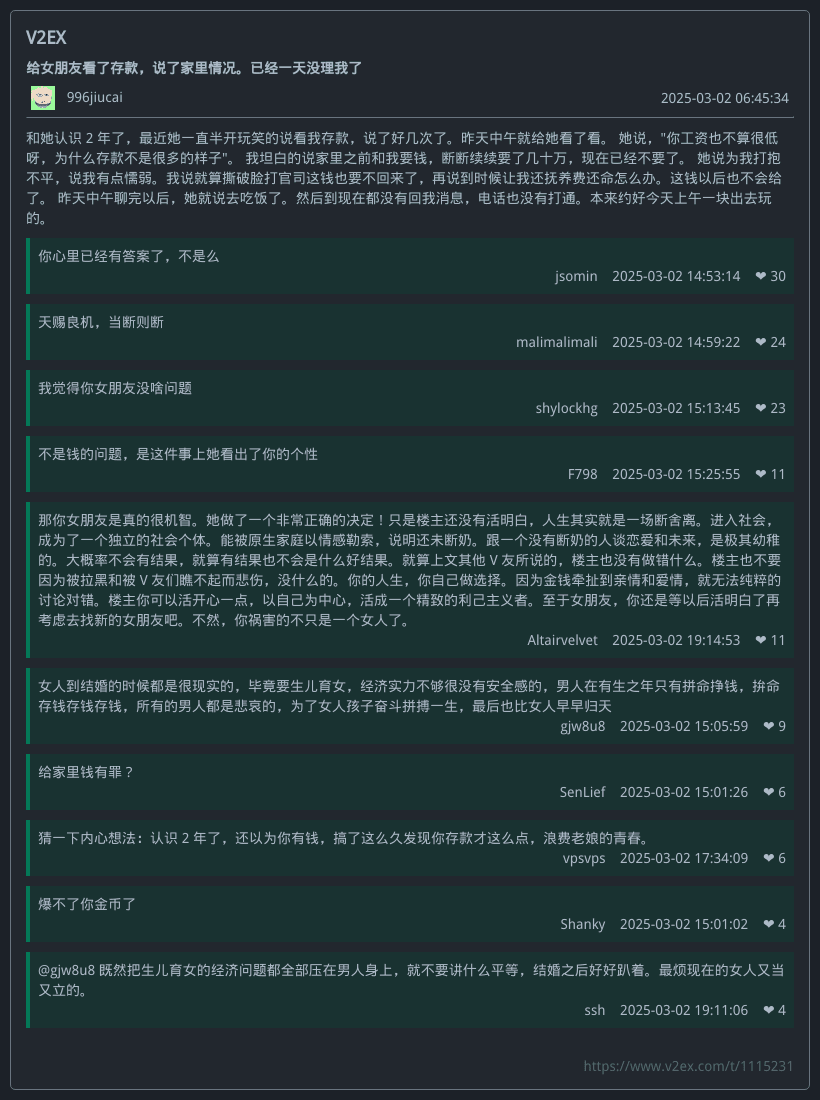 V2EX
给女朋友看了存款，说了家里情况。已经一天没理我了
996jiucai 2025-03-02 06:45:34
和她认识 2 年了，最近她一直半开玩笑的说看我存款，说了好几次了。昨天中午就给她看了看。 她说，"你工资也不算很低
呀，为什么存款不是很多的样子"。 我坦白的说家里之前和我要钱，断断续续要了几十万，现在已经不要了。 她说为我打抱
不平，说我有点懦弱。我说就算撕破脸打官司这钱也要不回来了，再说到时候让我还抚养费还命怎么办。这钱以后也不会给
了。 昨天中午聊完以后，她就说去吃饭了。然后到现在都没有回我消息，电话也没有打通。本来约好今天上午一块出去玩
的。
你心里已经有答案了，不是么
jsomin 2025-03-02 14:53:14 ❤ 30
天赐良机，当断则断
malimalimali 2025-03-02 14:59:22 ❤ 24
我觉得你女朋友没啥问题
shylockhg 2025-03-02 15:13:45 ❤ 23
不是钱的问题，是这件事上她看出了你的个性
F798 2025-03-02 15:25:55 ❤ 11
那你女朋友是真的很机智。她做了一个非常正确的决定！只是楼主还没有活明白，人生其实就是一场断舍离。进入社会，
成为了一个独立的社会个体。能被原生家庭以情感勒索，说明还未断奶。跟一个没有断奶的人谈恋爱和未来，是极其幼稚
的。大概率不会有结果，就算有结果也不会是什么好结果。就算上文其他 V 友所说的，楼主也没有做错什么。楼主也不要
因为被拉黑和被 V 友们瞧不起而悲伤，没什么的。你的人生，你自己做选择。因为金钱牵扯到亲情和爱情，就无法纯粹的
讨论对错。楼主你可以活开心一点，以自己为中心，活成一个精致的利己主义者。至于女朋友，你还是等以后活明白了再
考虑去找新的女朋友吧。不然，你祸害的不只是一个女人了。
Altairvelvet 2025-03-02 19:14:53 ❤ 11
女人到结婚的时候都是很现实的，毕竟要生儿育女，经济实力不够很没有安全感的，男人在有生之年只有拼命挣钱，拚命
存钱存钱存钱，所有的男人都是悲哀的，为了女人孩子奋斗拼搏一生，最后也比女人早早归天
gjw8u8 2025-03-02 15:05:59 ❤ 9
给家里钱有罪？
SenLief 2025-03-02 15:01:26 ❤ 6
猜一下内心想法：认识 2 年了，还以为你有钱，搞了这么久发现你存款才这么点，浪费老娘的青春。
vpsvps 2025-03-02 17:34:09 ❤ 6
爆不了你金币了
Shanky 2025-03-02 15:01:02 ❤ 4
@gjw8u8 既然把生儿育女的经济问题都全部压在男人身上，就不要讲什么平等，结婚之后好好趴着。最烦现在的女人又当
又立的。
ssh 2025-03-02 19:11:06 ❤ 4
https://www.v2ex.com/t/1115231